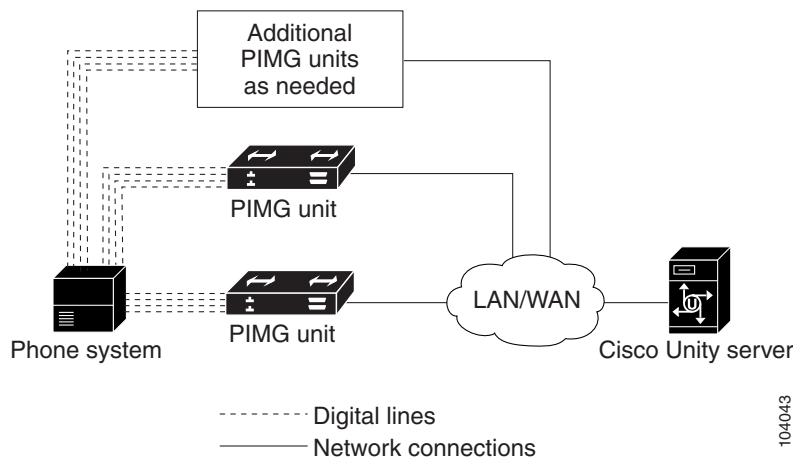 Additional
PIMG units
as needed
PIMG unit
PIMG unit
LAN/WAN
U
Phone system
Cisco Unity server
Digital lines
Network connections
104043